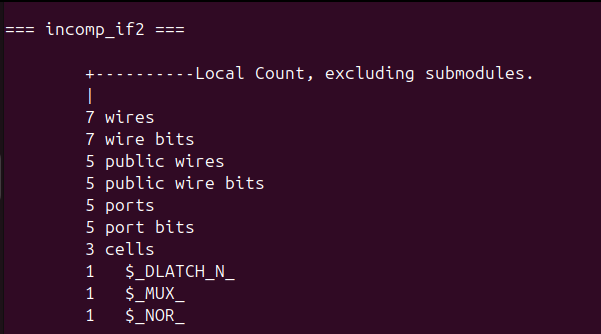 === incomp_if2 ===
+----------Local Count, excluding submodules.
|
7 wires
7 wire bits
5 public wires
5 public wire bits
5 ports
5 port bits
3 cells
1 $_DLATCH_N_
1 $_MUX_
1 $_NOR_